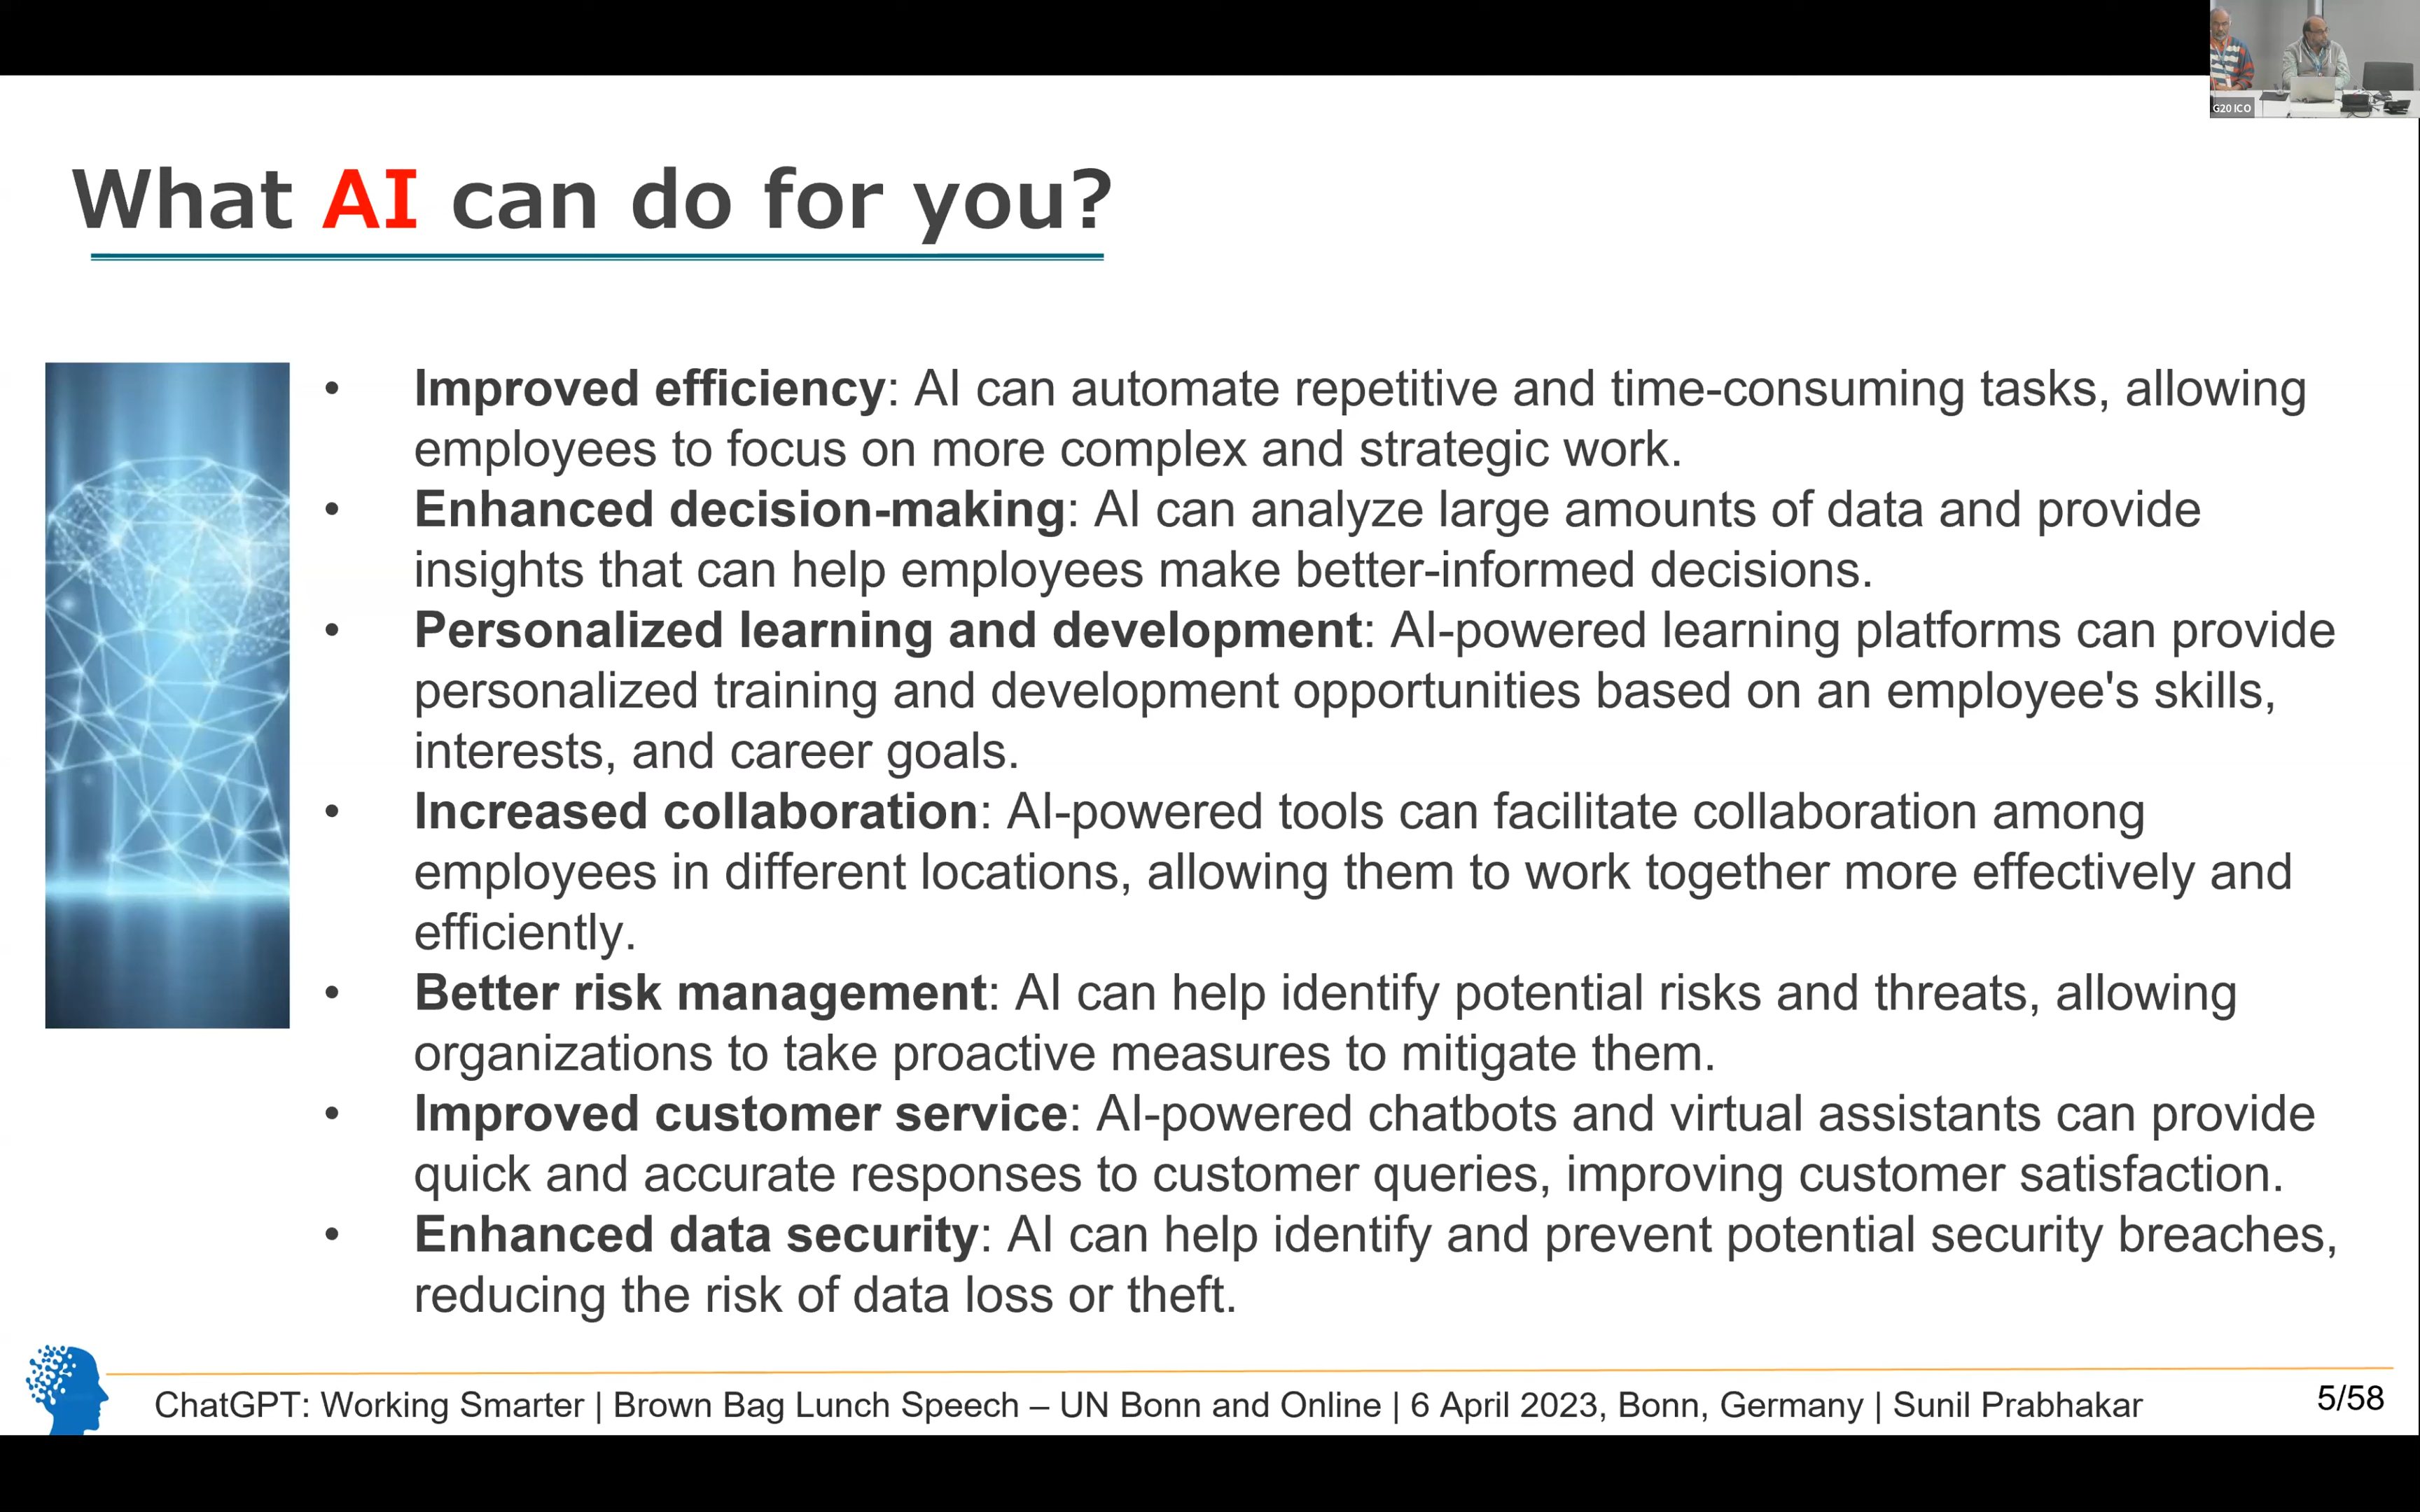 G20 ICO
What AI can do for you?
• Improved efficiency: AI can automate repetitive and time-consuming tasks, allowing
employees to focus on more complex and strategic work.
• Enhanced decision-making: AI can analyze large amounts of data and provide
insights that can help employees make better-informed decisions.
• Personalized learning and development: AI-powered learning platforms can provide
personalized training and development opportunities based on an employee's skills,
interests, and career goals.
• Increased collaboration: AI-powered tools can facilitate collaboration among
employees in different locations, allowing them to work together more effectively and
efficiently.
• Better risk management: AI can help identify potential risks and threats, allowing
organizations to take proactive measures to mitigate them.
• Improved customer service: AI-powered chatbots and virtual assistants can provide
quick and accurate responses to customer queries, improving customer satisfaction.
• Enhanced data security: AI can help identify and prevent potential security breaches,
reducing the risk of data loss or theft.
ChatGPT: Working Smarter | Brown Bag Lunch Speech – UN Bonn and Online | 6 April 2023, Bonn, Germany | Sunil Prabhakar
5/58